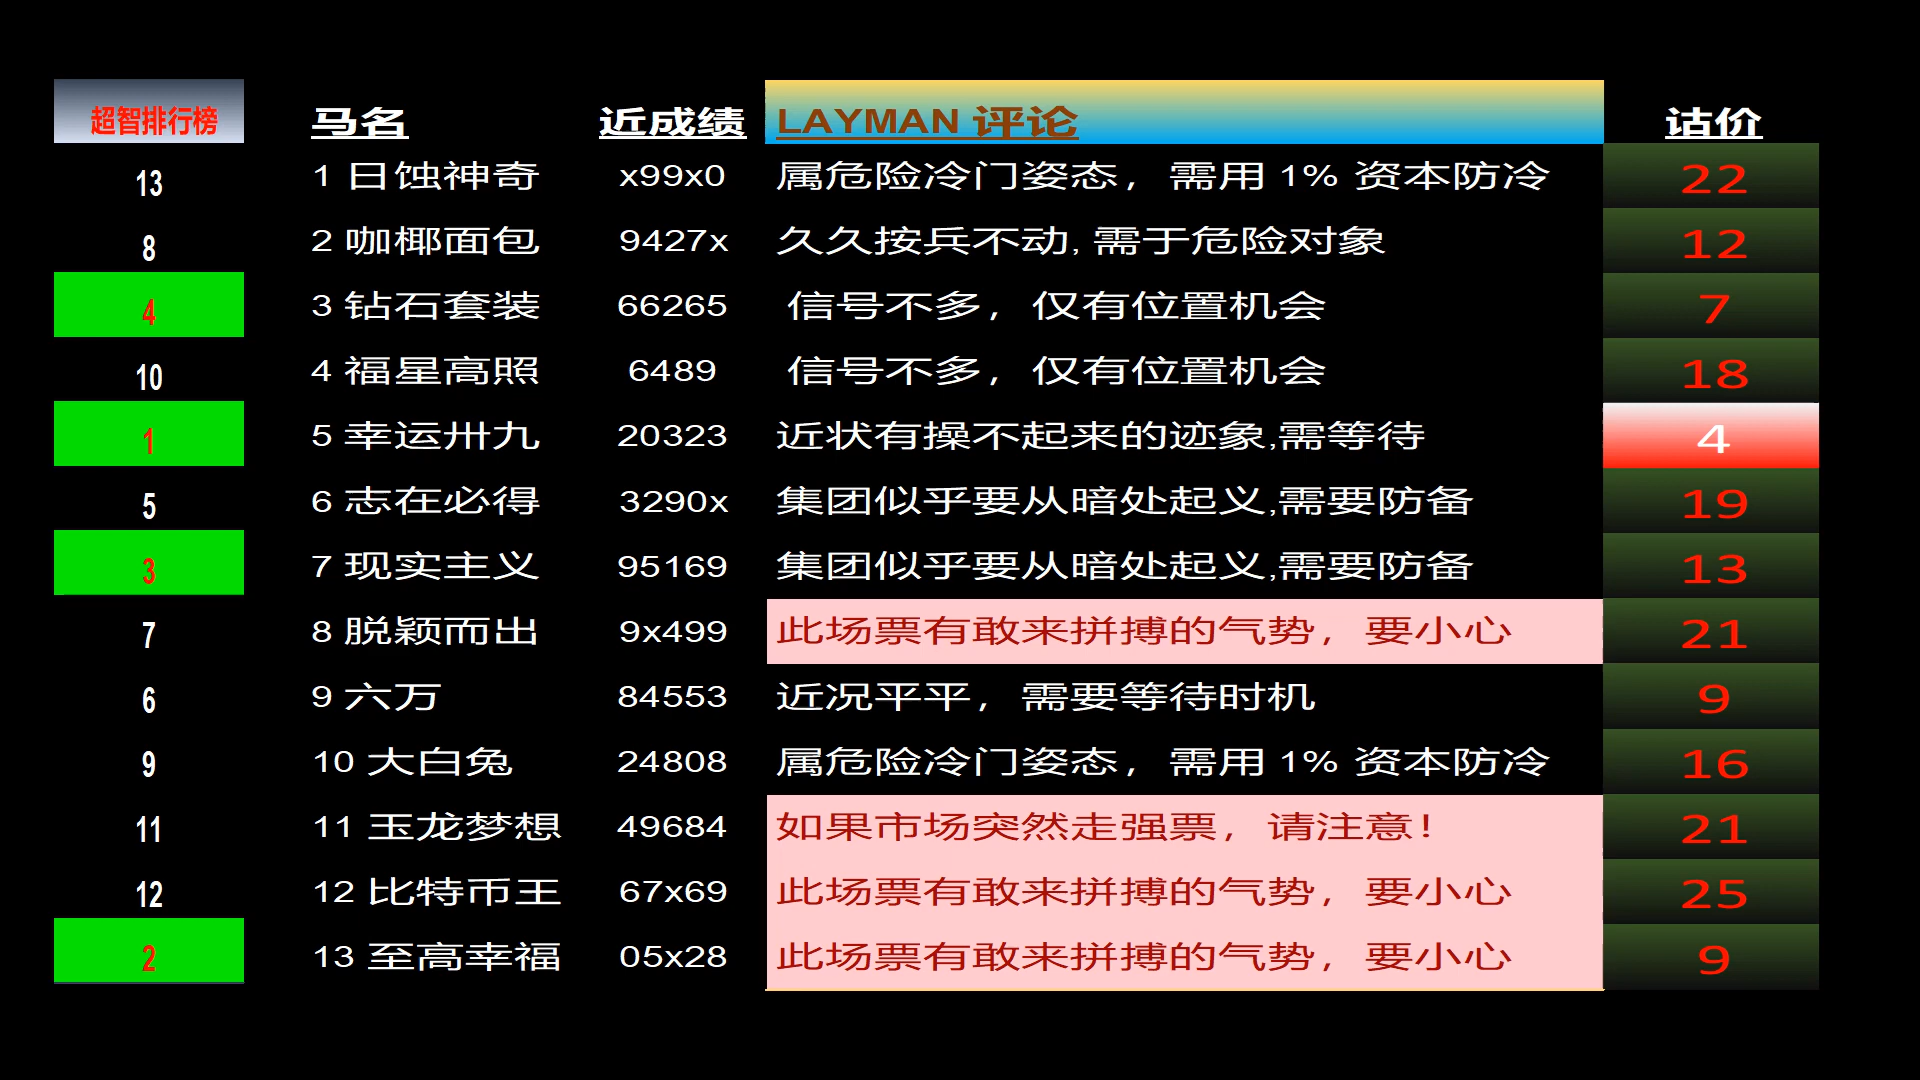 超智排行榜 马名 近成绩 LAYMAN 评论 诂价
13 1 日蚀神奇 x99x0 属危险冷门姿态，需用 1% 资本防冷 22
8 2 咖椰面包 9427x 久久按兵不动, 需于危险对象 12
4 3 钻石套装 66265 信号不多，仅有位置机会 7
10 4 福星高照 6489 信号不多，仅有位置机会 18
1 5 幸运卅九 20323 近状有操不起来的迹象,需等待 4
5 6 志在必得 3290x 集团似乎要从暗处起义,需要防备 19
3 7 现实主义 95169 集团似乎要从暗处起义,需要防备 13
7 8 脱颖而出 9x499 此场票有敢来拼搏的气势，要小心 21
6 9 六万 84553 近况平平，需要等待时机 9
9 10 大白兔 24808 属危险冷门姿态，需用 1% 资本防冷 16
11 11 玉龙梦想 49684 如果市场突然走强票，请注意！ 21
12 12 比特币王 67x69 此场票有敢来拼搏的气势，要小心 25
2 13 至高幸福 05x28 此场票有敢来拼搏的气势，要小心 9